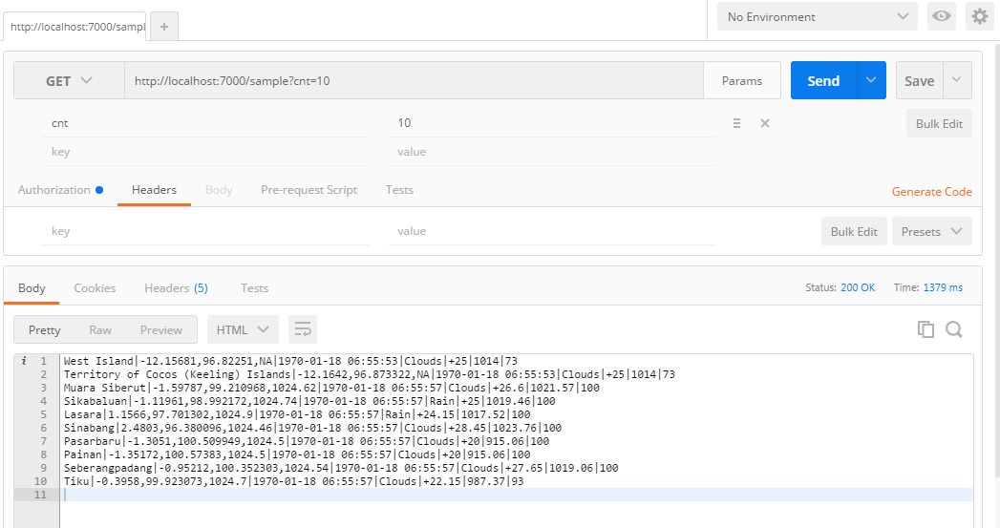 http://localhost:7000/sampl
+
No Environment
GET
http://localhost:7000/sample?cnt=10
Params
Send
Save
cnt
10
Bulk Edit
key
value
Authorization
Headers
Body
Pre-request Script
Tests
Generate Code
key
value
Bulk Edit
Presets
Body
Cookies
Headers (5)
Tests
Status: 200 OK
Time: 1379 ms
Pretty
Raw
Preview
HTML
i 1 West Island|-12.15681,96.82251,NA|1970-01-18 06:55:53|Clouds|+25|1014|73
2 Territory of Cocos (Keeling) Islands|-12.1642,96.873322,NA|1970-01-18 06:55:53|Clouds|+25|1014|73
3 Muara Siberut|-1.59787,99.210968,1024.62|1970-01-18 06:55:57|Clouds|+26.6|1021.57|100
4 Sikabaluan|-1.11961,98.992172,1024.74|1970-01-18 06:55:57|Rain|+25|1019.46|100
5 Lasara|1.1566,97.701302,1024.9|1970-01-18 06:55:57|Rain|+24.15|1017.52|100
6 Sinabang|2.4803,96.380096,1024.46|1970-01-18 06:55:57|Clouds|+28.45|1023.76|100
7 Pasarbaru|-1.3051,100.509949,1024.5|1970-01-18 06:55:57|Clouds|+20|915.06|100
8 Painan|-1.35172,100.57383,1024.5|1970-01-18 06:55:57|Clouds|+20|915.06|100
9 Seberangpadang|-0.95212,100.352303,1024.54|1970-01-18 06:55:57|Clouds|+27.65|1019.06|100
10 Tiku|-0.3958,99.923073,1024.7|1970-01-18 06:55:57|Clouds|+22.15|987.37|93
11